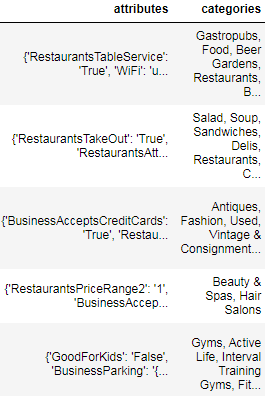 attributes categories
{'RestaurantsTableService':
'True', 'WiFi': 'u...
Gastropubs,
Food, Beer
Gardens,
Restaurants,
B...
{'RestaurantsTakeOut': 'True',
'RestaurantsAtt...
Salad, Soup,
Sandwiches,
Delis,
Restaurants,
C...
{'BusinessAcceptsCreditCards':
'True', 'Restau...
Antiques,
Fashion, Used,
Vintage &
Consignment...
{'RestaurantsPriceRange2': '1',
'BusinessAccep...
Beauty &
Spas, Hair
Salons
{'GoodForKids': 'False',
'BusinessParking': '{...
Gyms, Active
Life, Interval
Training
Gyms, Fit...